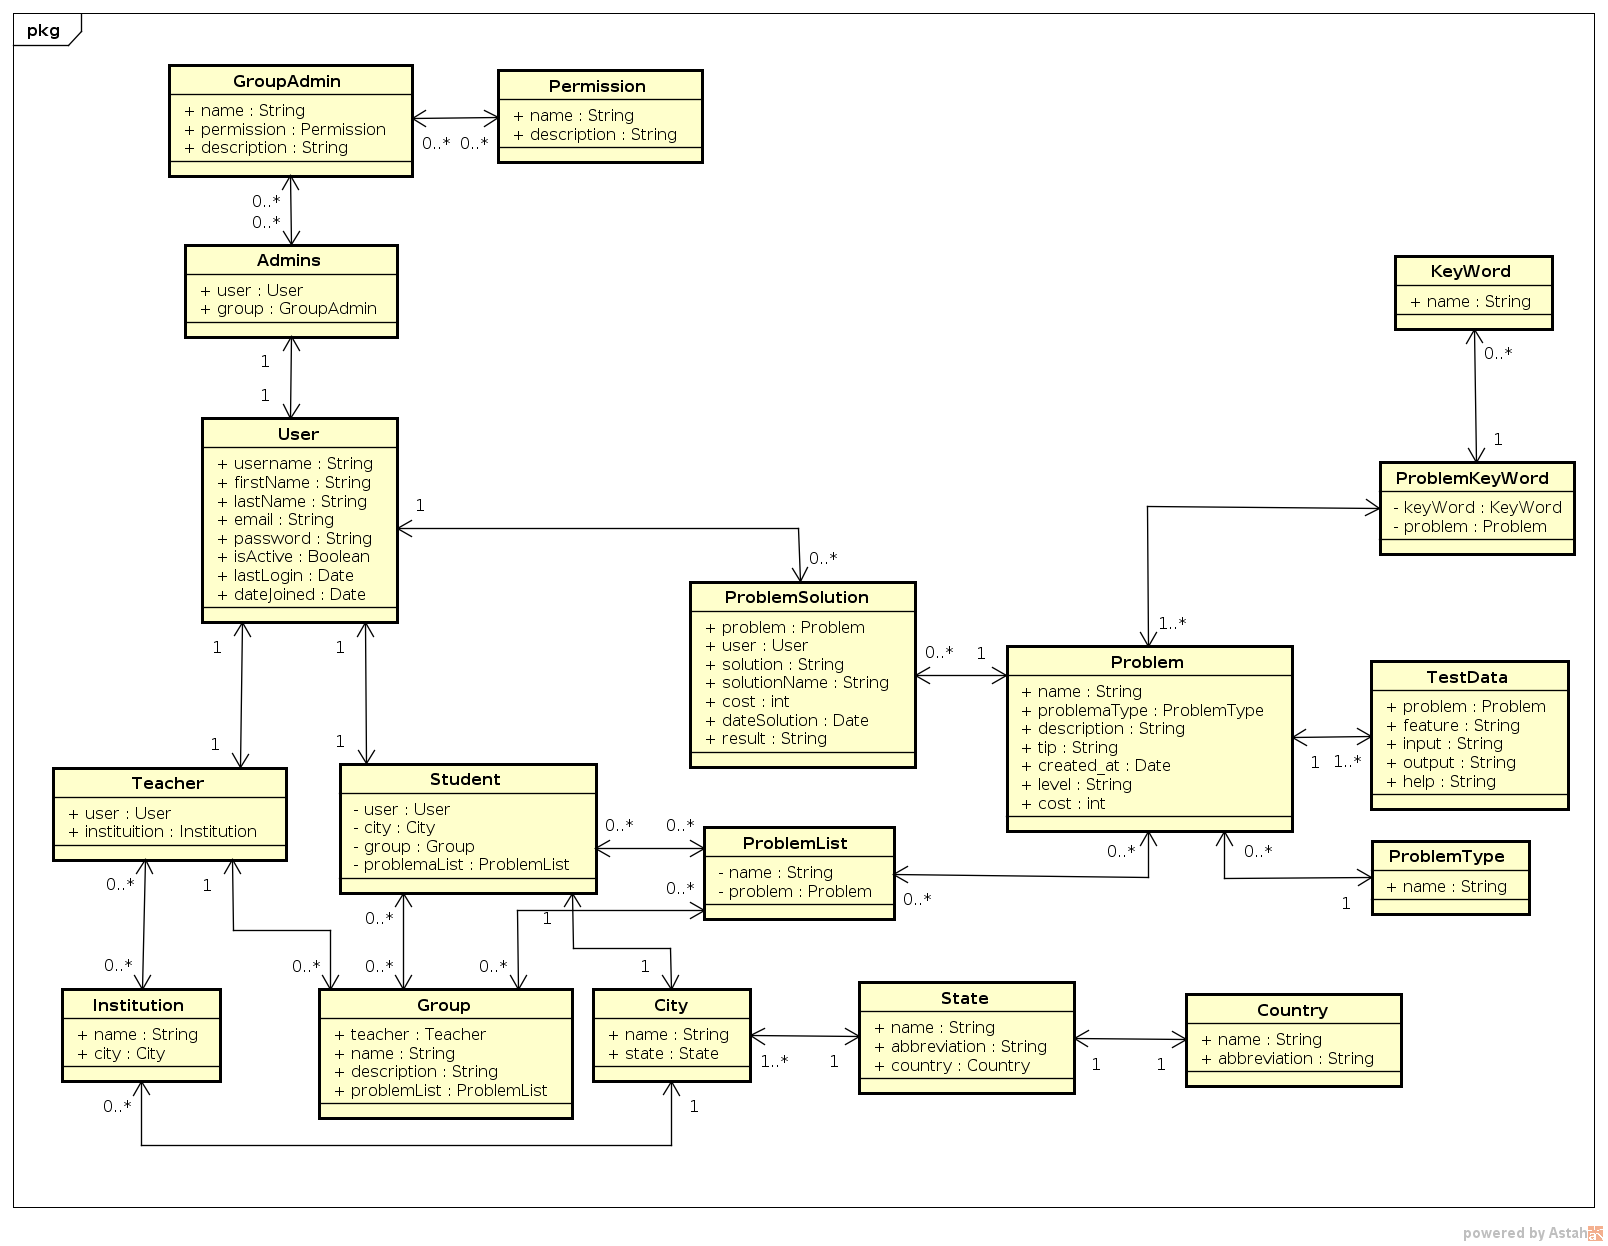 pkg
GroupAdmin
+ name : String
+ permission : Permission
+ description : String
Permission
+ name : String
+ description : String
0..*
0..*
0..*
0..*
Admins
+ user : User
+ group : GroupAdmin
1
1
User
+ username : String
+ firstName : String
+ lastName : String
+ email : String
+ password : String
+ isActive : Boolean
+ lastLogin : Date
+ dateJoined : Date
1
0..*
1
1
1
1
KeyWord
+ name : String
0..*
1
ProblemKeyWord
- keyWord : KeyWord
- problem : Problem
1..*
ProblemSolution
+ problem : Problem
+ user : User
+ solution : String
+ solutionName : String
+ cost : int
+ dateSolution : Date
+ result : String
0..*
1
Problem
+ name : String
+ problemaType : ProblemType
+ description : String
+ tip : String
+ created_at : Date
+ level : String
+ cost : int
1
1..*
TestData
+ problem : Problem
+ feature : String
+ input : String
+ output : String
+ help : String
Teacher
+ user : User
+ instituition : Institution
Student
- user : User
- city : City
- group : Group
- problemaList : ProblemList
0..*
0..*
ProblemList
- name : String
- problem : Problem
0..*
0..*
0..*
1
ProblemType
+ name : String
0..*
1
0..*
1
0..*
0..*
0..*
0..*
0..*
1
Institution
+ name : String
+ city : City
Group
+ teacher : Teacher
+ name : String
+ description : String
+ problemList : ProblemList
City
+ name : String
+ state : State
1..*
1
State
+ name : String
+ abbreviation : String
+ country : Country
1
1
Country
+ name : String
+ abbreviation : String
0..*
1
powered by Astah